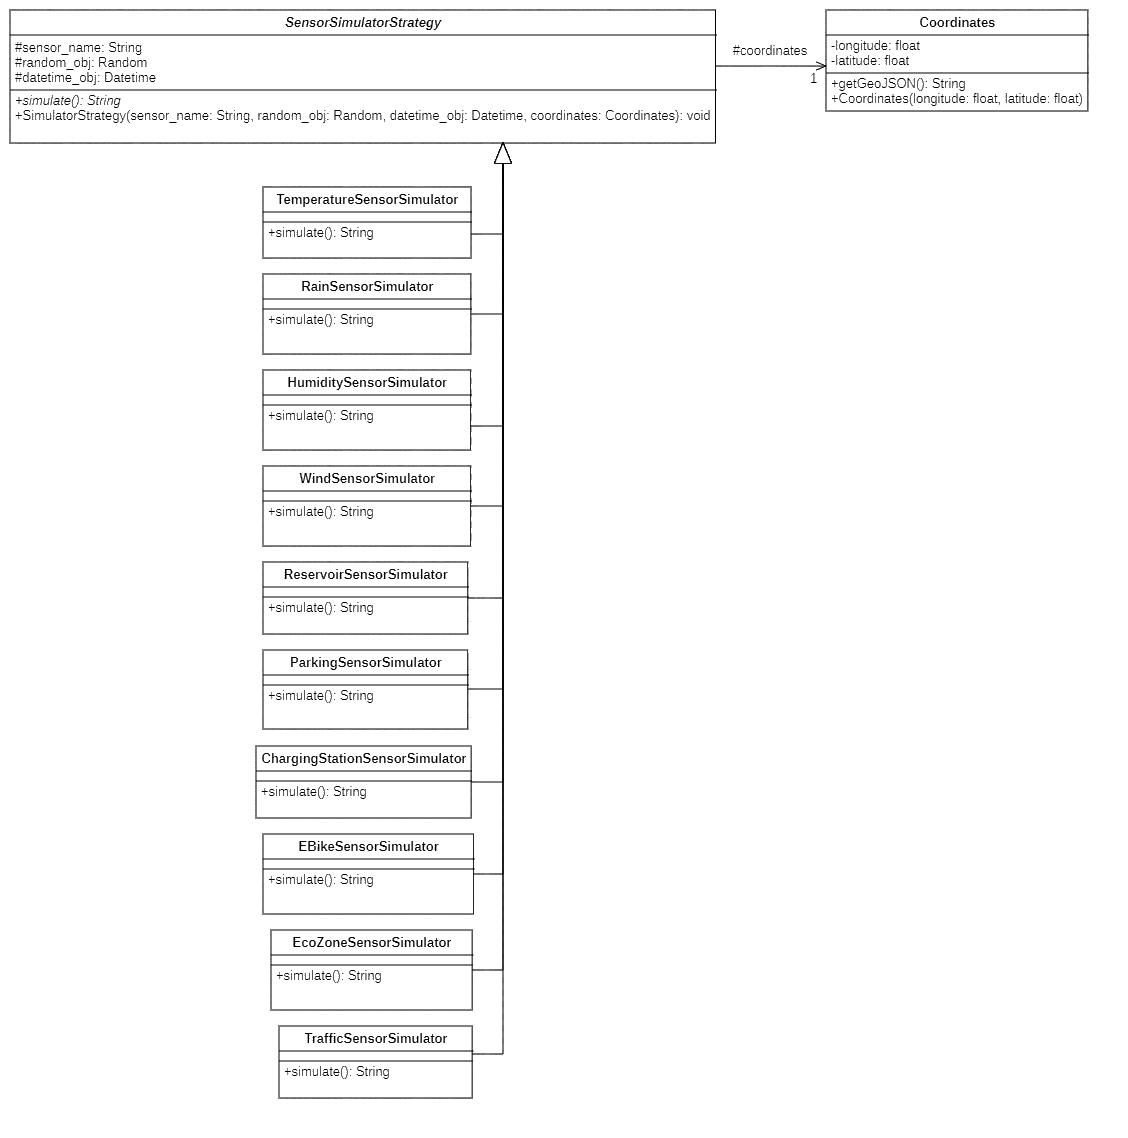 SensorSimulatorStrategy
#sensor_name: String
#random_obj: Random
#datetime_obj: Datetime
+simulate(): String
+SimulatorStrategy(sensor_name: String, random_obj: Random, datetime_obj: Datetime, coordinates: Coordinates): void
#coordinates
1
Coordinates
-longitude: float
-latitude: float
+getGeoJSON(): String
+Coordinates(longitude: float, latitude: float)
TemperatureSensorSimulator
+simulate(): String
RainSensorSimulator
+simulate(): String
HumiditySensorSimulator
+simulate(): String
WindSensorSimulator
+simulate(): String
ReservoirSensorSimulator
+simulate(): String
ParkingSensorSimulator
+simulate(): String
ChargingStationSensorSimulator
+simulate(): String
EBikeSensorSimulator
+simulate(): String
EcoZoneSensorSimulator
+simulate(): String
TrafficSensorSimulator
+simulate(): String